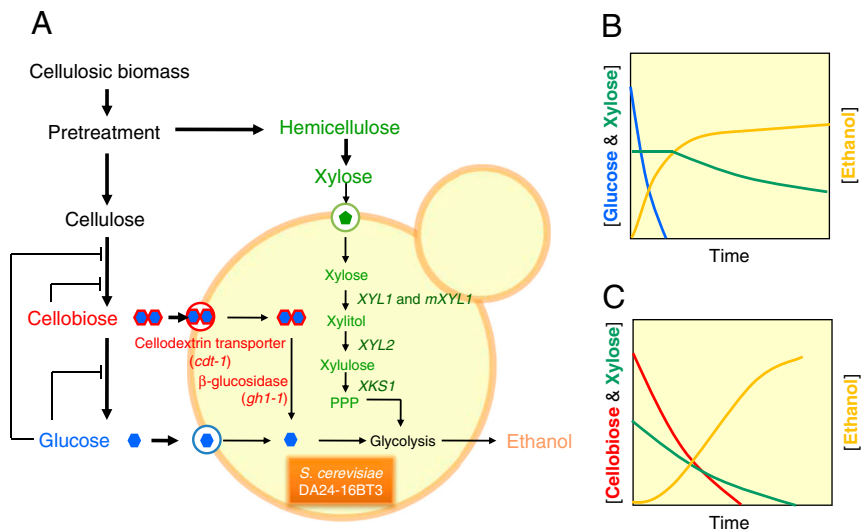 A
Cellulosic biomass
Pretreatment
Hemicellulose
Xylose
Cellulose
Xylose
XYL1 and mXYL1
Cellobiose
Xylitol
Cellodextrin transporter
(cdt-1)
XYL2
Xylulose
β-glucosidase
(gh1-1)
XKS1
PPP
Glucose
Glycolysis
Ethanol
S. cerevisiae
DA24-16BT3
B
[Glucose & Xylose]
[Ethanol]
Time
C
[Cellobiose & Xylose]
[Ethanol]
Time